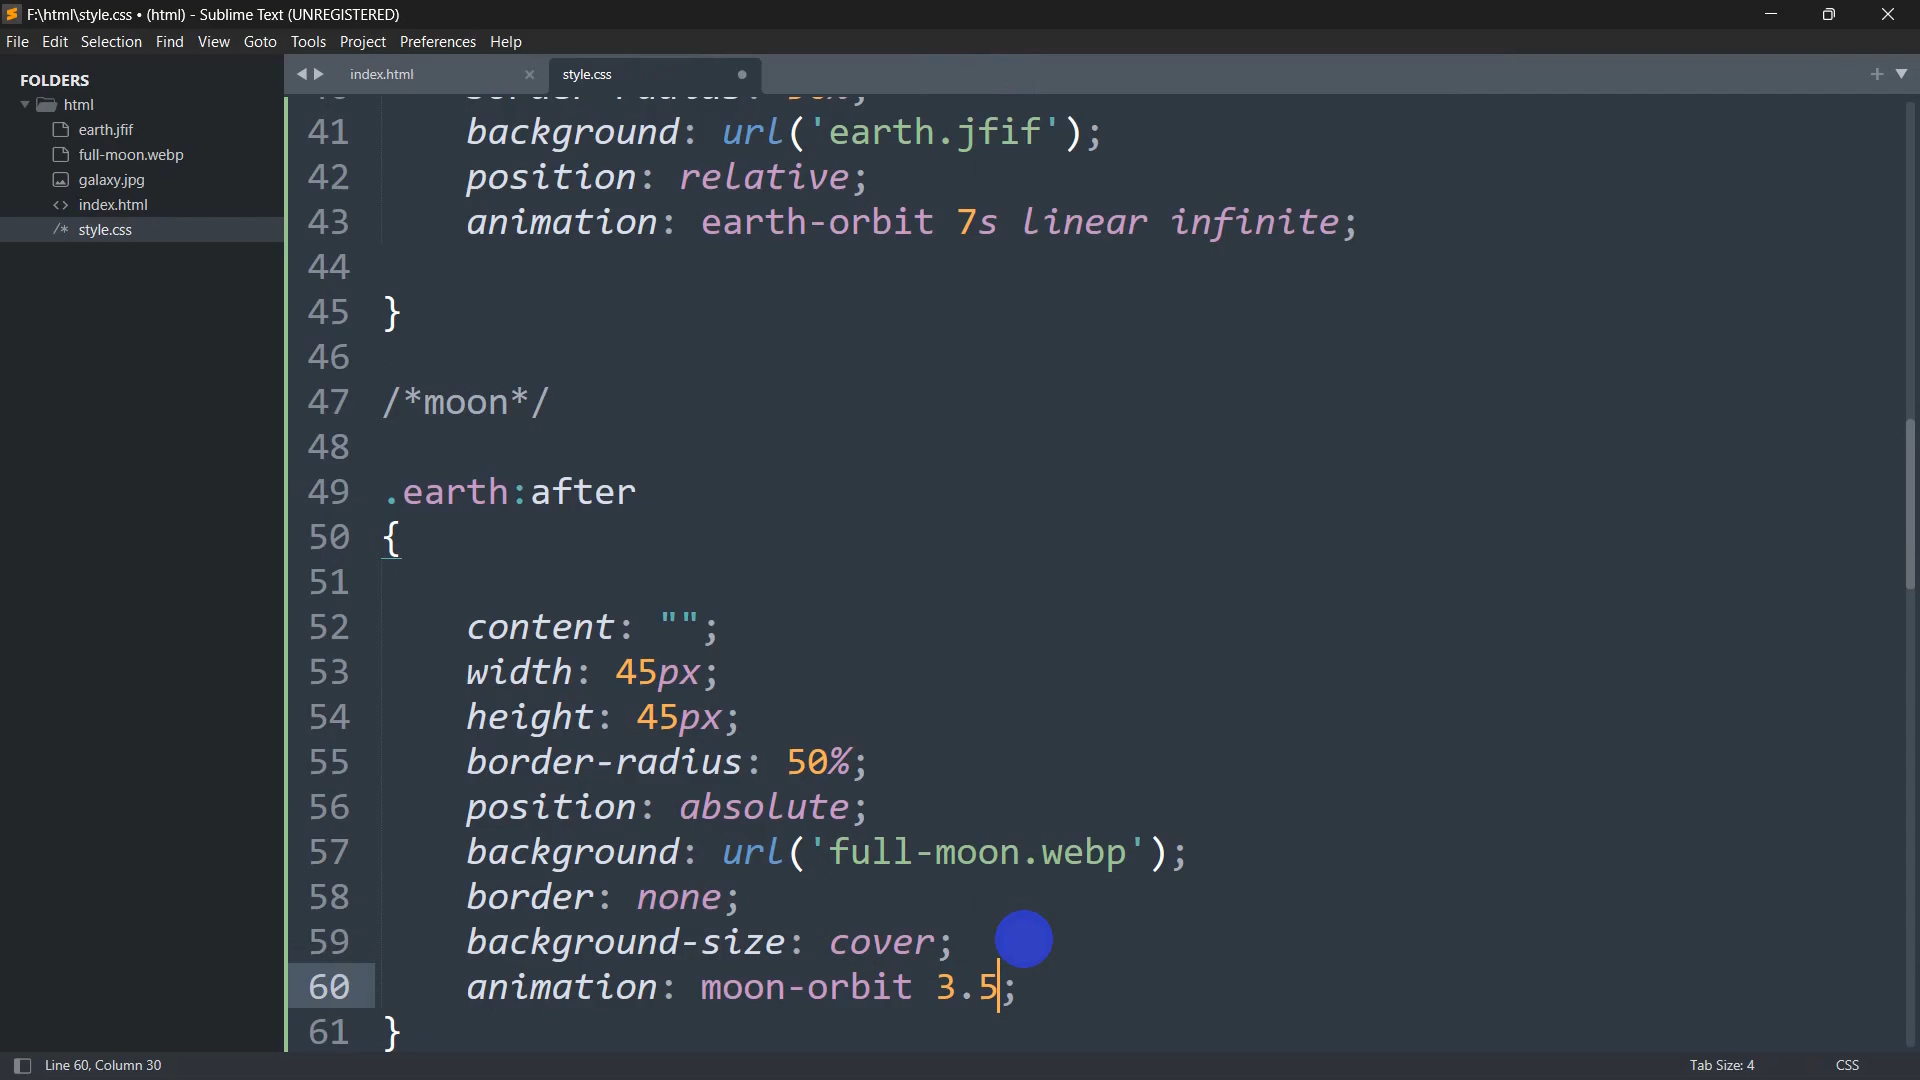 F:\html\style.css • (html) - Sublime Text (UNREGISTERED)
File Edit Selection Find View Goto Tools Project Preferences Help
FOLDERS
html
earth.jfif
full-moon.webp
galaxy.jpg
index.html
style.css
index.html
style.css
41 background: url('earth.jfif');
42 position: relative;
43 animation: earth-orbit 7s linear infinite;
44
45 }
46
47 /*moon*/
48
49 .earth:after
50 {
51
52 content: "";
53 width: 45px;
54 height: 45px;
55 border-radius: 50%;
56 position: absolute;
57 background: url('full-moon.webp');
58 border: none;
59 background-size: cover;
60 animation: moon-orbit 3.5;
61 }
Line 60, Column 30
Tab Size: 4
CSS